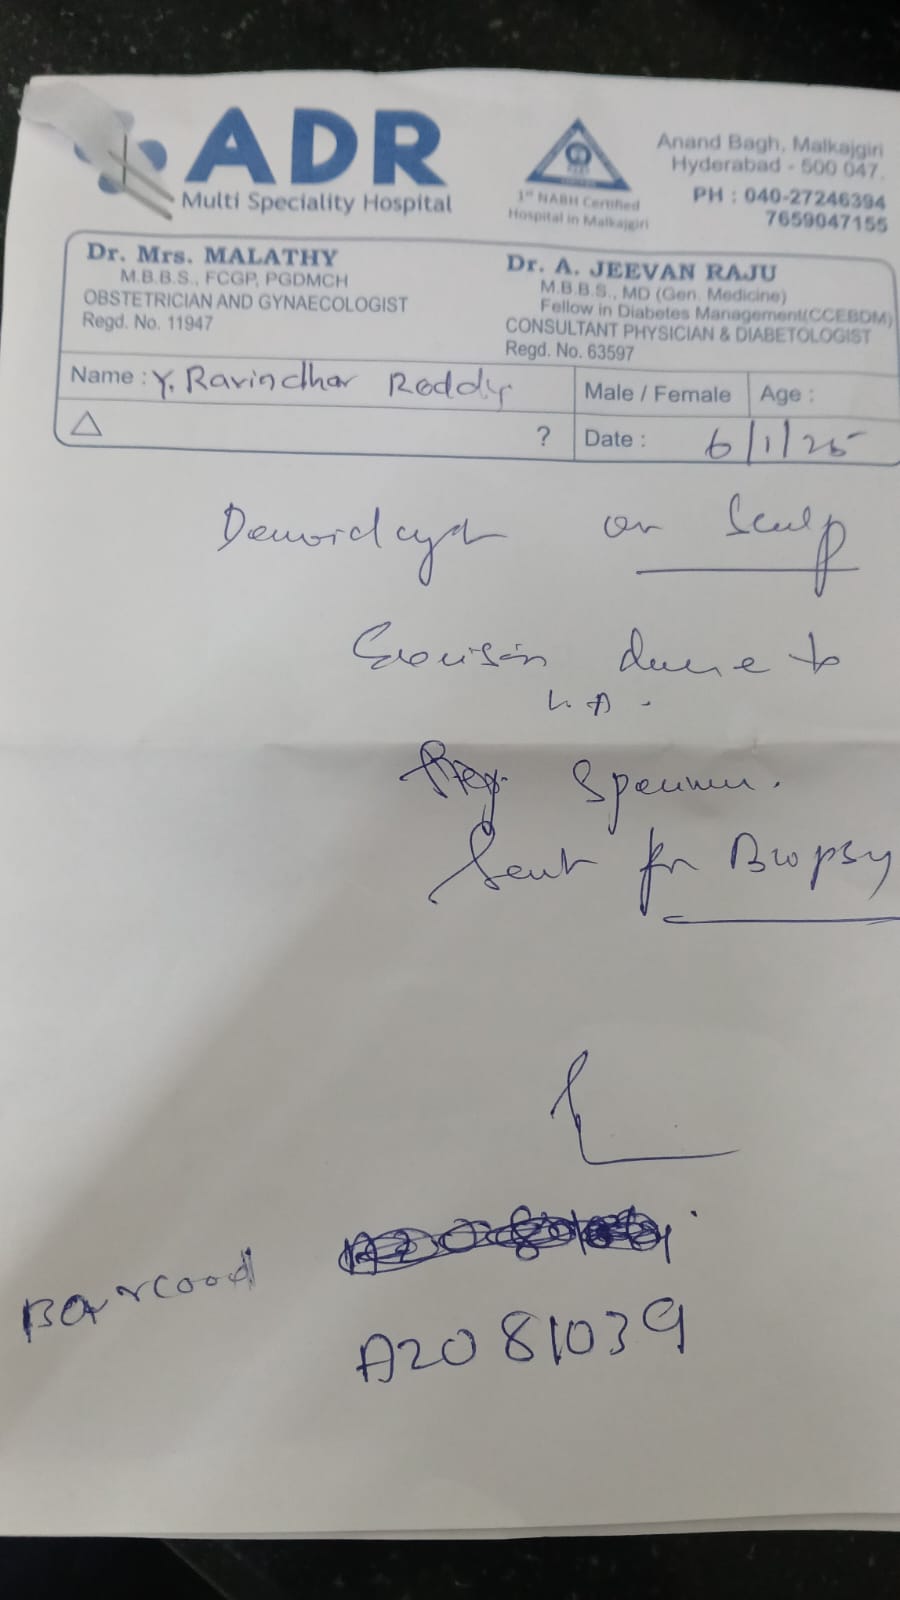 ADR
Multi Speciality Hospital
1st NABH Certified
Hospital in Malkajgiri
Anand Bagh, Malkajgiri
Hyderabad - 500 047.
PH : 040-27246394
7659047155
Dr. Mrs. MALATHY
M.B.B.S., FCGP, PGDMCH
OBSTETRICIAN AND GYNAECOLOGIST
Regd. No. 11947
Dr. A. JEEVAN RAJU
M.B.B.S., MD (Gen. Medicine)
Fellow in Diabetes Management(CCEBDM)
CONSULTANT PHYSICIAN & DIABETOLOGIST
Regd. No. 63597
Name : Y. Ravindhar Reddy
Male / Female
Age :
△ ?
Date : 6/1/25
Dermoid cyst on Scalp
Excision done
L.A.
Specimen.
Sent for Biopsy
Barcood
A2081039